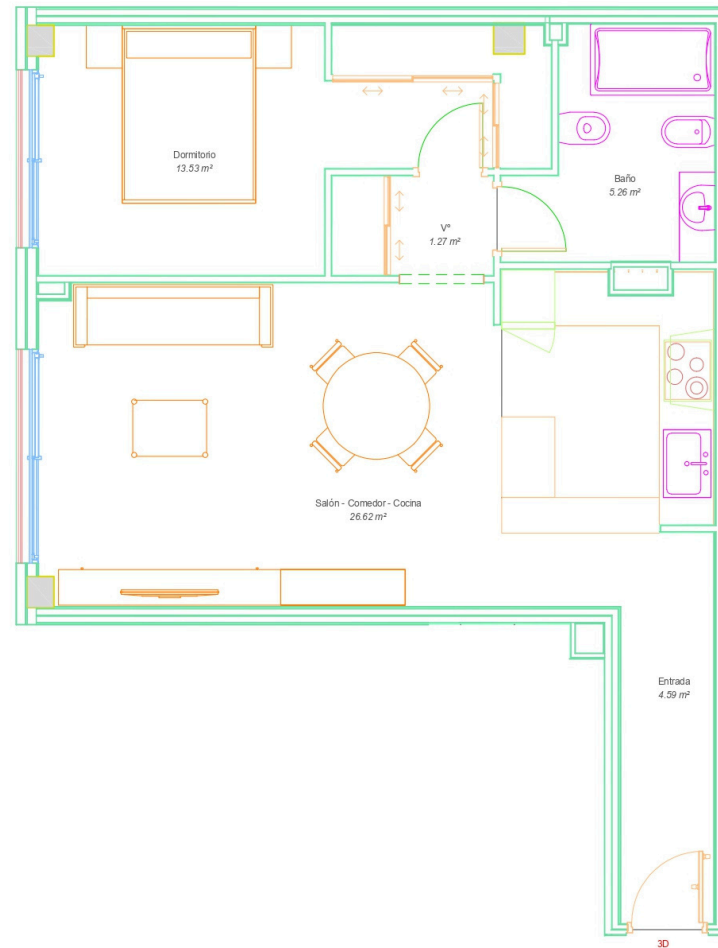 Dormitorio
13.53 m²
Baño
5.26 m²
Vº
1.27 m²
Salón - Comedor - Cocina
26.62 m²
Entrada
4.59 m²
3D